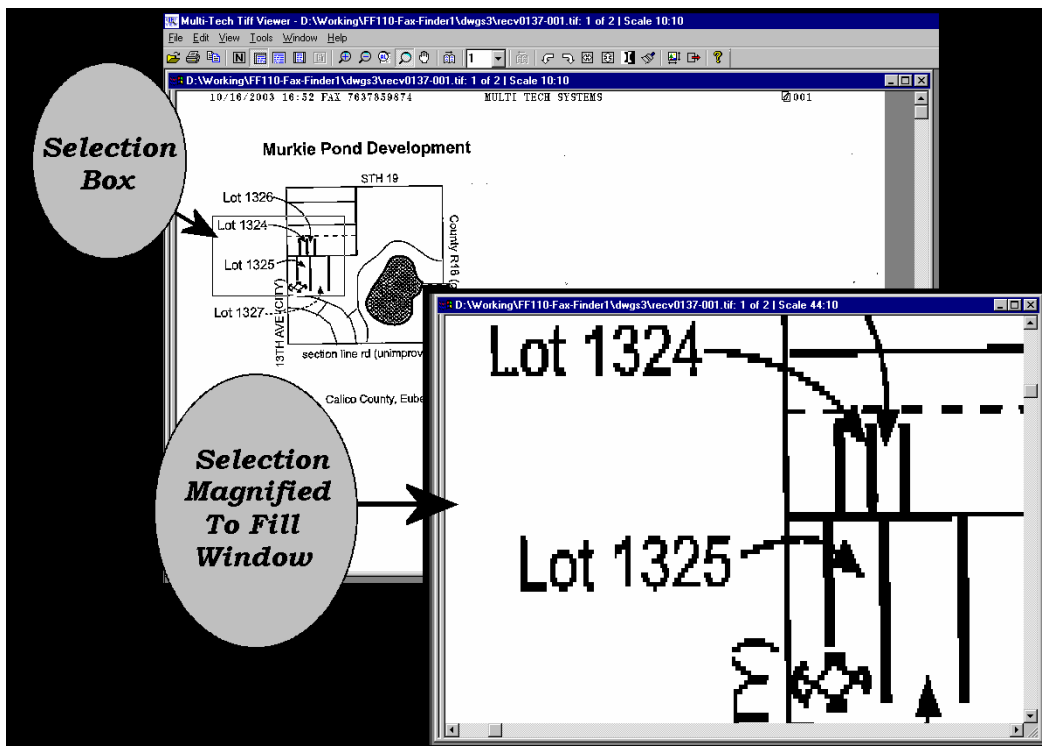 Multi-Tech Tiff Viewer - D:\Working\FF110-Fax-Finder1\dwgs3\recv0137-001.tif: 1 of 2 | Scale 10:10
File Edit View Tools Window Help
N
1
D:\Working\FF110-Fax-Finder1\dwgs3\recv0137-001.tif: 1 of 2 | Scale 10:10
10/16/2003 16:52 FAX 7637859874 MULTI TECH SYSTEMS 001
Selection
Box
Murkie Pond Development
STH 19
Lot 1326
Lot 1324
County R16
Lot 1325
Lot 1327
13TH AVE (CITY)
section line rd (unimprov
Calico County, Eube
D:\Working\FF110-Fax-Finder1\dwgs3\recv0137-001.tif: 1 of 2 | Scale 44:10
Selection
Magnified
To Fill
Window
Lot 1324
Lot 1325